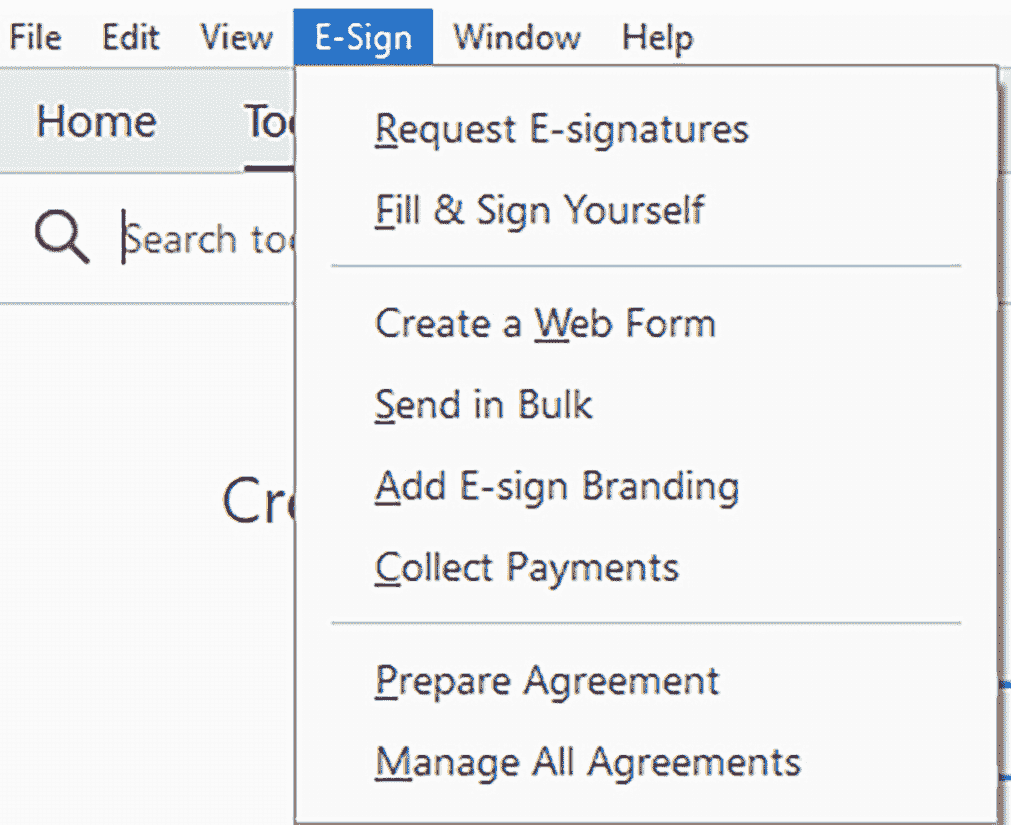 File Edit View E-Sign Window Help
Home
Request E-signatures
Fill & Sign Yourself
Search
Create a Web Form
Send in Bulk
Add E-sign Branding
Collect Payments
Prepare Agreement
Manage All Agreements